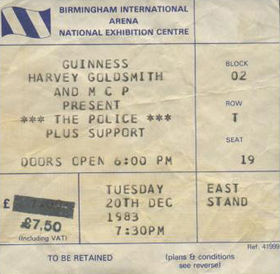 BIRMINGHAM INTERNATIONAL
ARENA
NATIONAL EXHIBITION CENTRE
GUINNESS
HARVEY GOLDSMITH
AND M C P
PRESENT
*** THE POLICE ***
PLUS SUPPORT
DOORS OPEN 6:00 PM
BLOCK
02
ROW
T
SEAT
19
£
£7.50
(Including VAT)
TUESDAY
20TH DEC
1983
7:30PM
EAST
STAND
Ref. 41999
TO BE RETAINED
(plans & conditions
see reverse)